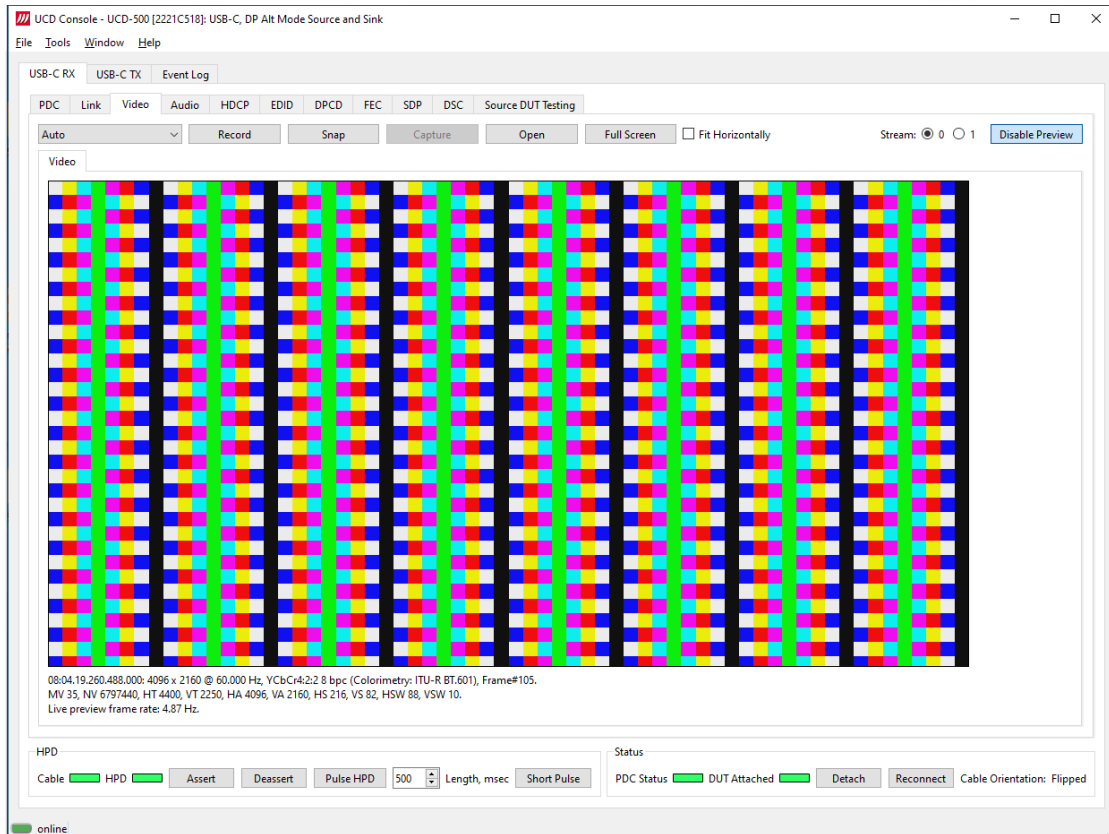 UCD Console - UCD-500 [2221C518]: USB-C, DP Alt Mode Source and Sink
File Tools Window Help
USB-C RX USB-C TX Event Log
PDC Link Video Audio HDCP EDID DPCD FEC SDP DSC Source DUT Testing
Auto Record Snap Capture Open Full Screen Fit Horizontally Stream: 0 1 Disable Preview
Video
08:04.19.260.488.000: 4096 x 2160 @ 60.000 Hz, YCbCr4:2:2 8 bpc (Colorimetry: ITU-R BT.601), Frame#105.
MV 35, NV 6797440, HT 4400, VT 2250, HA 4096, VA 2160, HS 216, VS 82, HSW 88, VSW 10.
Live preview frame rate: 4.87 Hz.
HPD Status
Cable HPD Assert Deassert Pulse HPD 500 Length, msec Short Pulse PDC Status DUT Attached Detach Reconnect Cable Orientation: Flipped
online